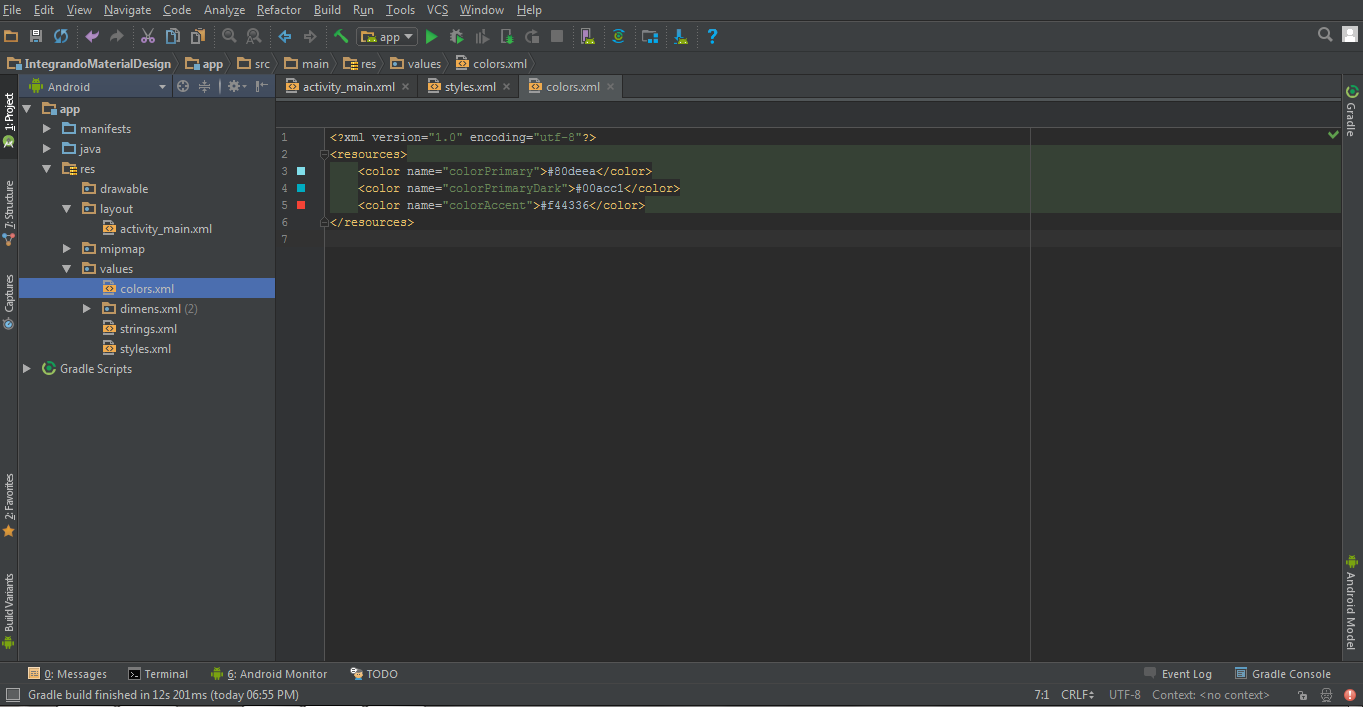 File Edit View Navigate Code Analyze Refactor Build Run Tools VCS Window Help
app
IntegrandoMaterialDesign app src main res values colors.xml
Android
activity_main.xml styles.xml colors.xml
1: Project
7: Structure
Captures
2: Favorites
Build Variants
app
manifests
java
res
drawable
layout
activity_main.xml
mipmap
values
colors.xml
dimens.xml (2)
strings.xml
styles.xml
Gradle Scripts
1 <?xml version="1.0" encoding="utf-8"?>
2 <resources>
3 <color name="colorPrimary">#80deea</color>
4 <color name="colorPrimaryDark">#00acc1</color>
5 <color name="colorAccent">#f44336</color>
6 </resources>
7
Gradle
Android Model
0: Messages Terminal 6: Android Monitor TODO Event Log Gradle Console
Gradle build finished in 12s 201ms (today 06:55 PM) 7:1 CRLF UTF-8 Context: <no context>